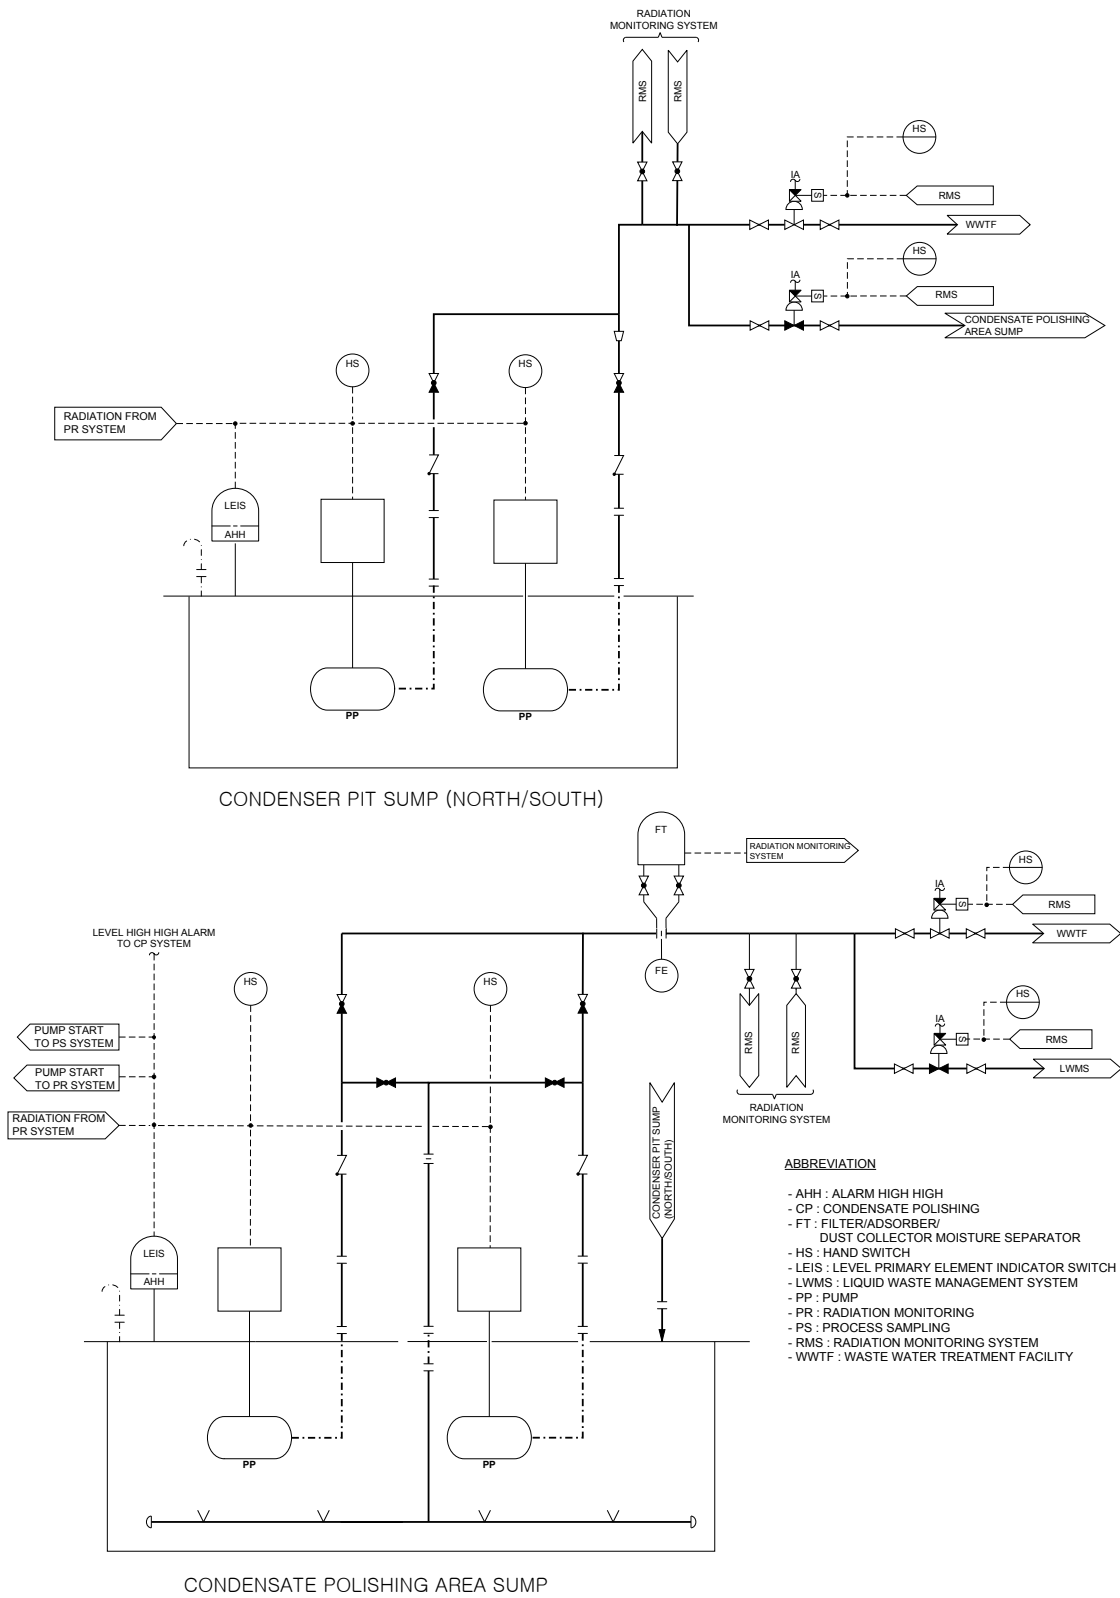 RADIATION
MONITORING SYSTEM
RMS
RMS
HS
IA
S
RMS
WWTF
HS
IA
S
RMS
CONDENSATE POLISHING
AREA SUMP
HS
HS
RADIATION FROM
PR SYSTEM
LEIS
AHH
PP
PP
CONDENSER PIT SUMP (NORTH/SOUTH)
FT
RADIATION MONITORING
SYSTEM
HS
IA
S
RMS
WWTF
LEVEL HIGH HIGH ALARM
TO CP SYSTEM
HS
HS
FE
HS
IA
S
RMS
LWMS
PUMP START
TO PS SYSTEM
PUMP START
TO PR SYSTEM
RADIATION FROM
PR SYSTEM
RMS
RMS
RADIATION
MONITORING SYSTEM
CONDENSER PIT SUMP
(NORTH/SOUTH)
LEIS
AHH
PP
PP
ABBREVIATION
- AHH : ALARM HIGH HIGH
- CP : CONDENSATE POLISHING
- FT : FILTER/ADSORBER/
DUST COLLECTOR MOISTURE SEPARATOR
- HS : HAND SWITCH
- LEIS : LEVEL PRIMARY ELEMENT INDICATOR SWITCH
- LWMS : LIQUID WASTE MANAGEMENT SYSTEM
- PP : PUMP
- PR : RADIATION MONITORING
- PS : PROCESS SAMPLING
- RMS : RADIATION MONITORING SYSTEM
- WWTF : WASTE WATER TREATMENT FACILITY
CONDENSATE POLISHING AREA SUMP